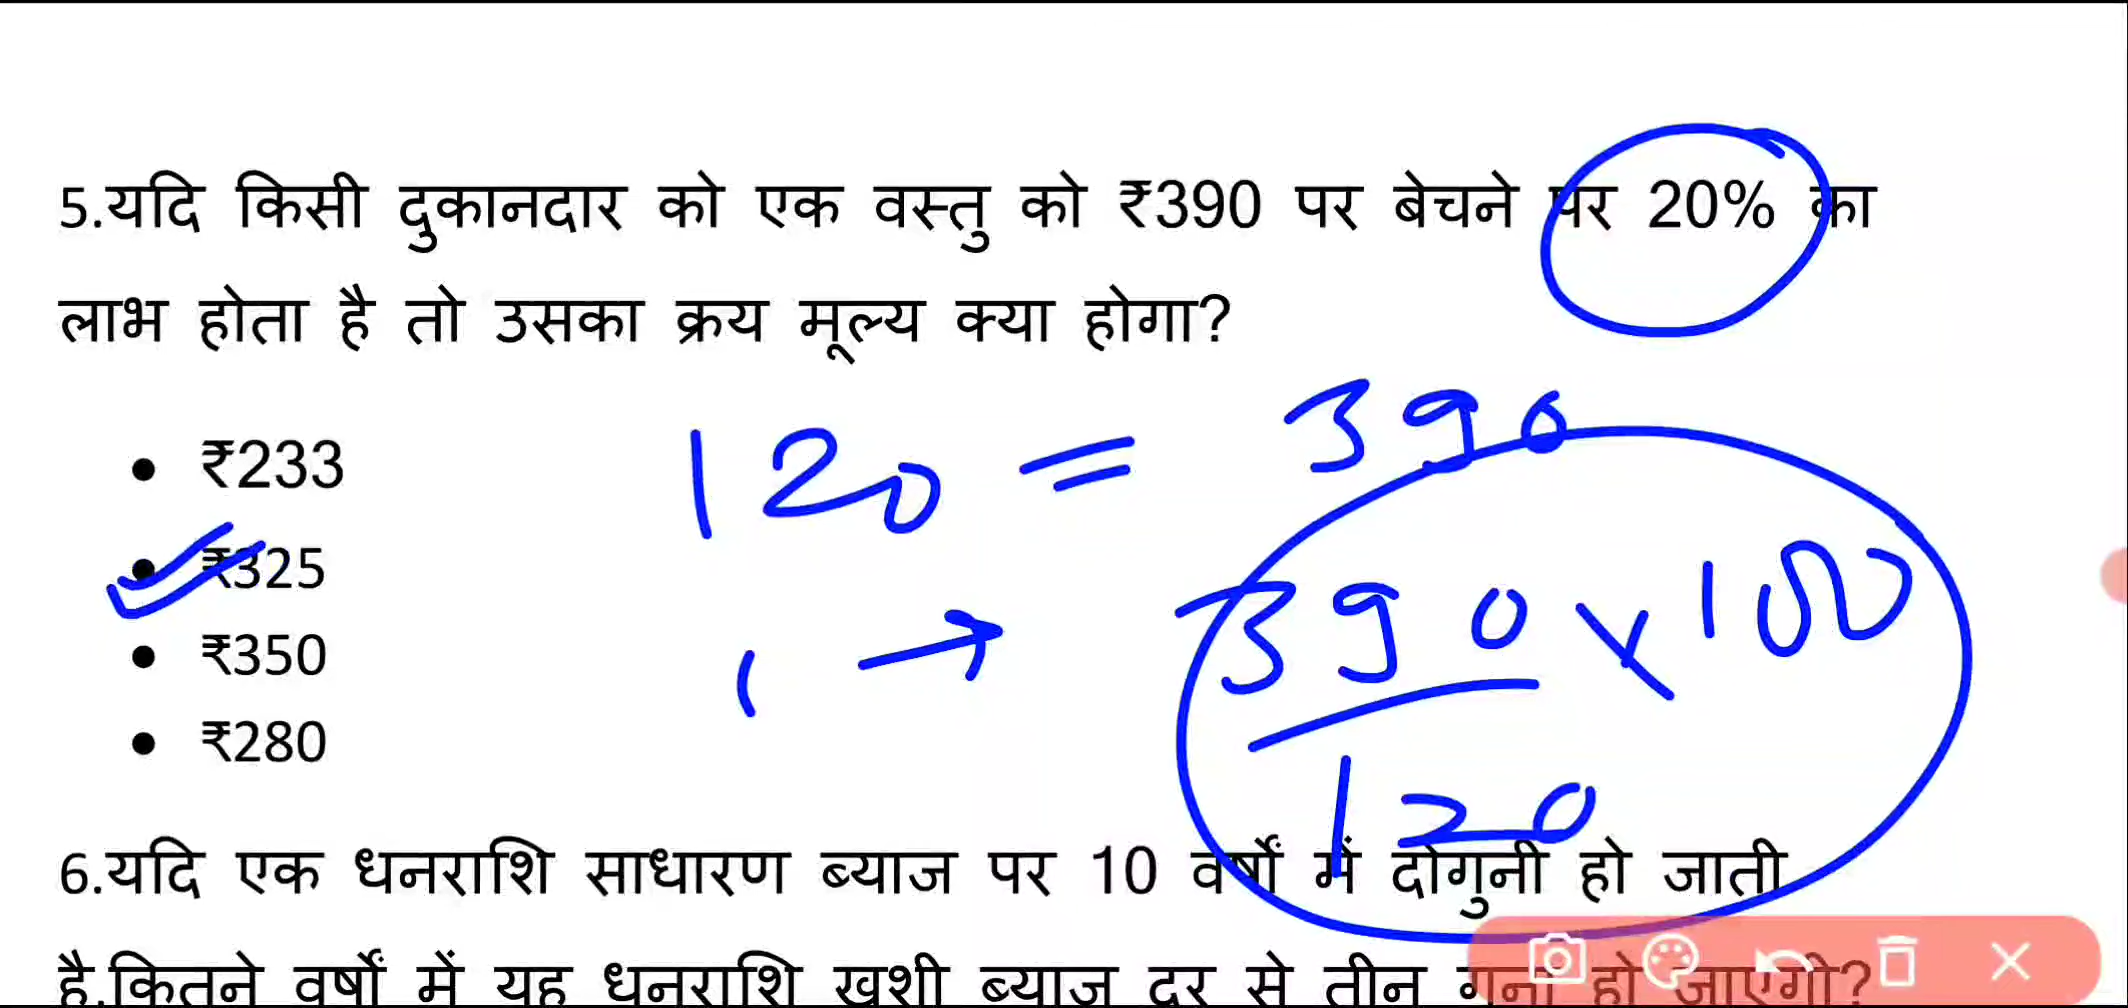 5.यदि किसी दुकानदार को एक वस्तु को ₹390 पर बेचने पर 20% का
लाभ होता है तो उसका क्रय मूल्य क्या होगा?
• ₹233
120 = 390
• ₹325
1 → 390 x 100
120
• ₹350
• ₹280
6.यदि एक धनराशि साधारण ब्याज पर 10 वर्षों में दोगुनी हो जाती
है.कितने वर्षों में यह धनराशि खशी ब्याज दर से तीन गुना हो जाएगी?